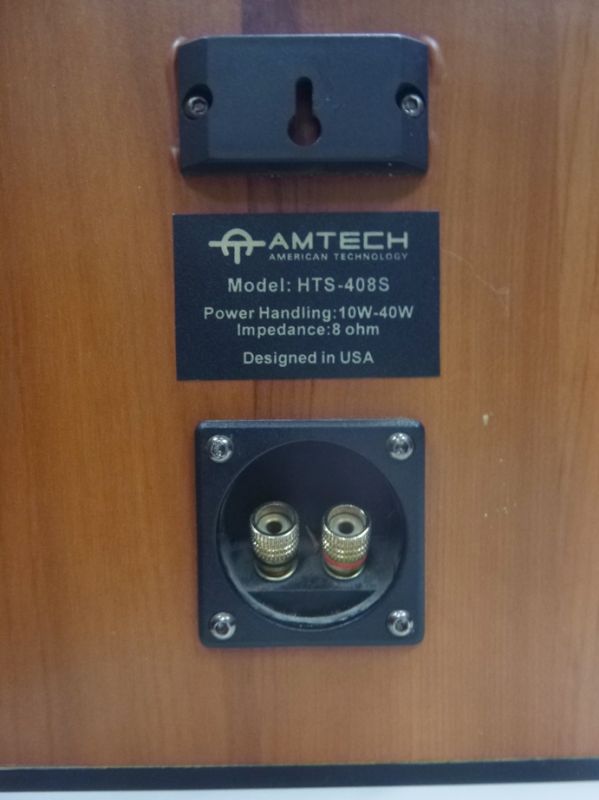 AMTECH
AMERICAN TECHNOLOGY
Model: HTS-408S
Power Handling:10W-40W
Impedance:8 ohm
Designed in USA